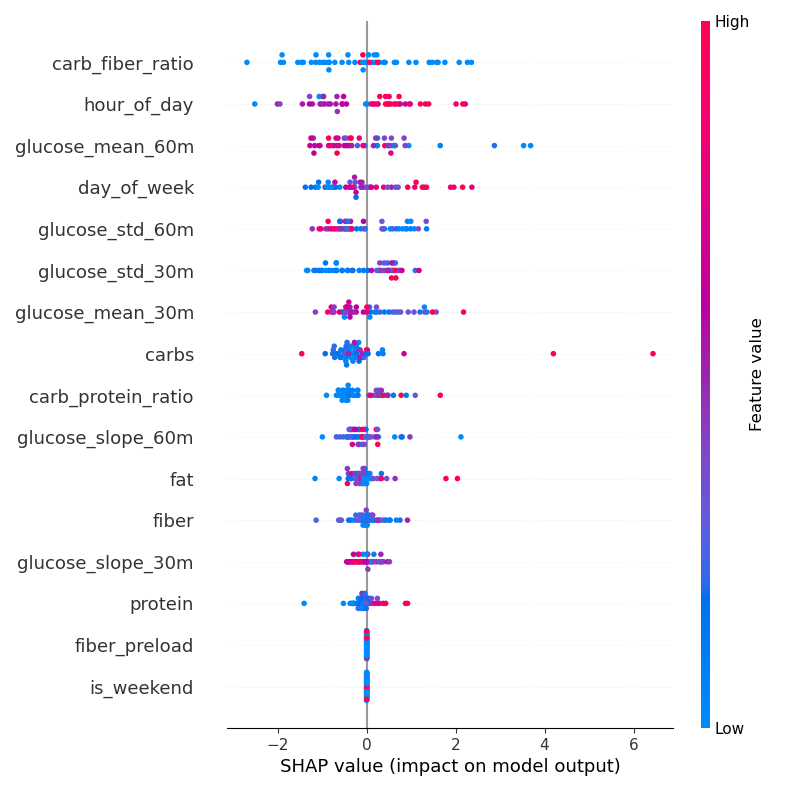 High
carb_fiber_ratio
hour_of_day
glucose_mean_60m
day_of_week
glucose_std_60m
glucose_std_30m
glucose_mean_30m
carbs
carb_protein_ratio
glucose_slope_60m
fat
fiber
glucose_slope_30m
protein
fiber_preload
is_weekend
Feature value
Low
−2 0 2 4 6
SHAP value (impact on model output)